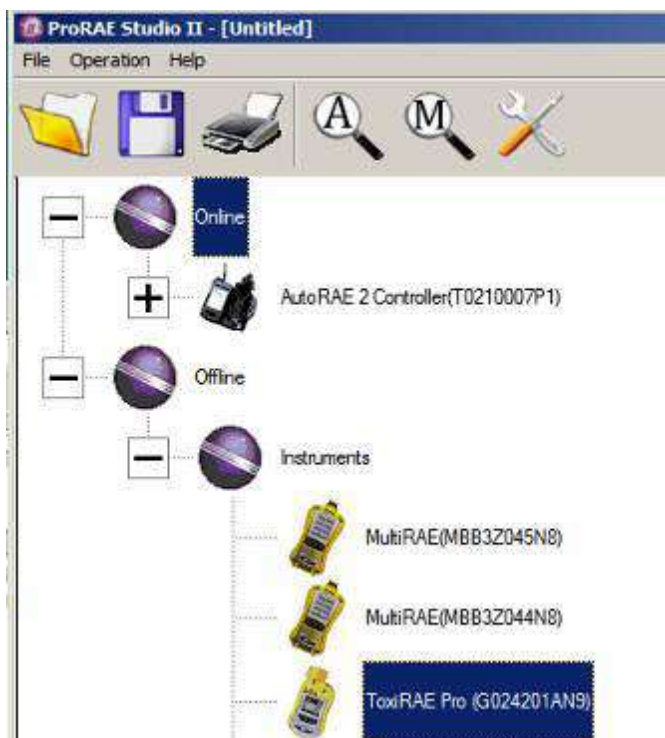 ProRAE Studio II - [Untitled]
File Operation Help
A M
Online
AutoRAE 2 Controller(T0210007P1)
Offline
Instruments
MultiRAE(MBB3Z045N8)
MultiRAE(MBB3Z044N8)
ToxiRAE Pro (G024201AN9)